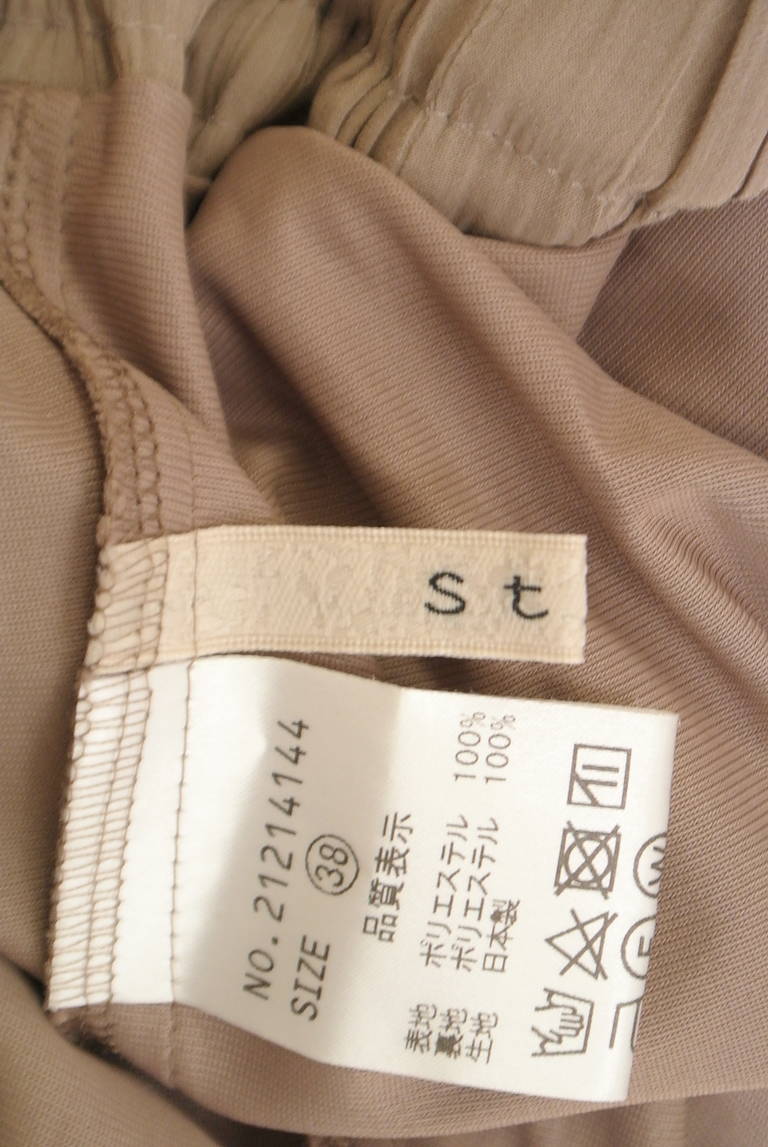 St
NO.21214144
SIZE 38
品質表示
表地 ポリエステル 100%
裏地 ポリエステル 100%
生地 日本製
W
F